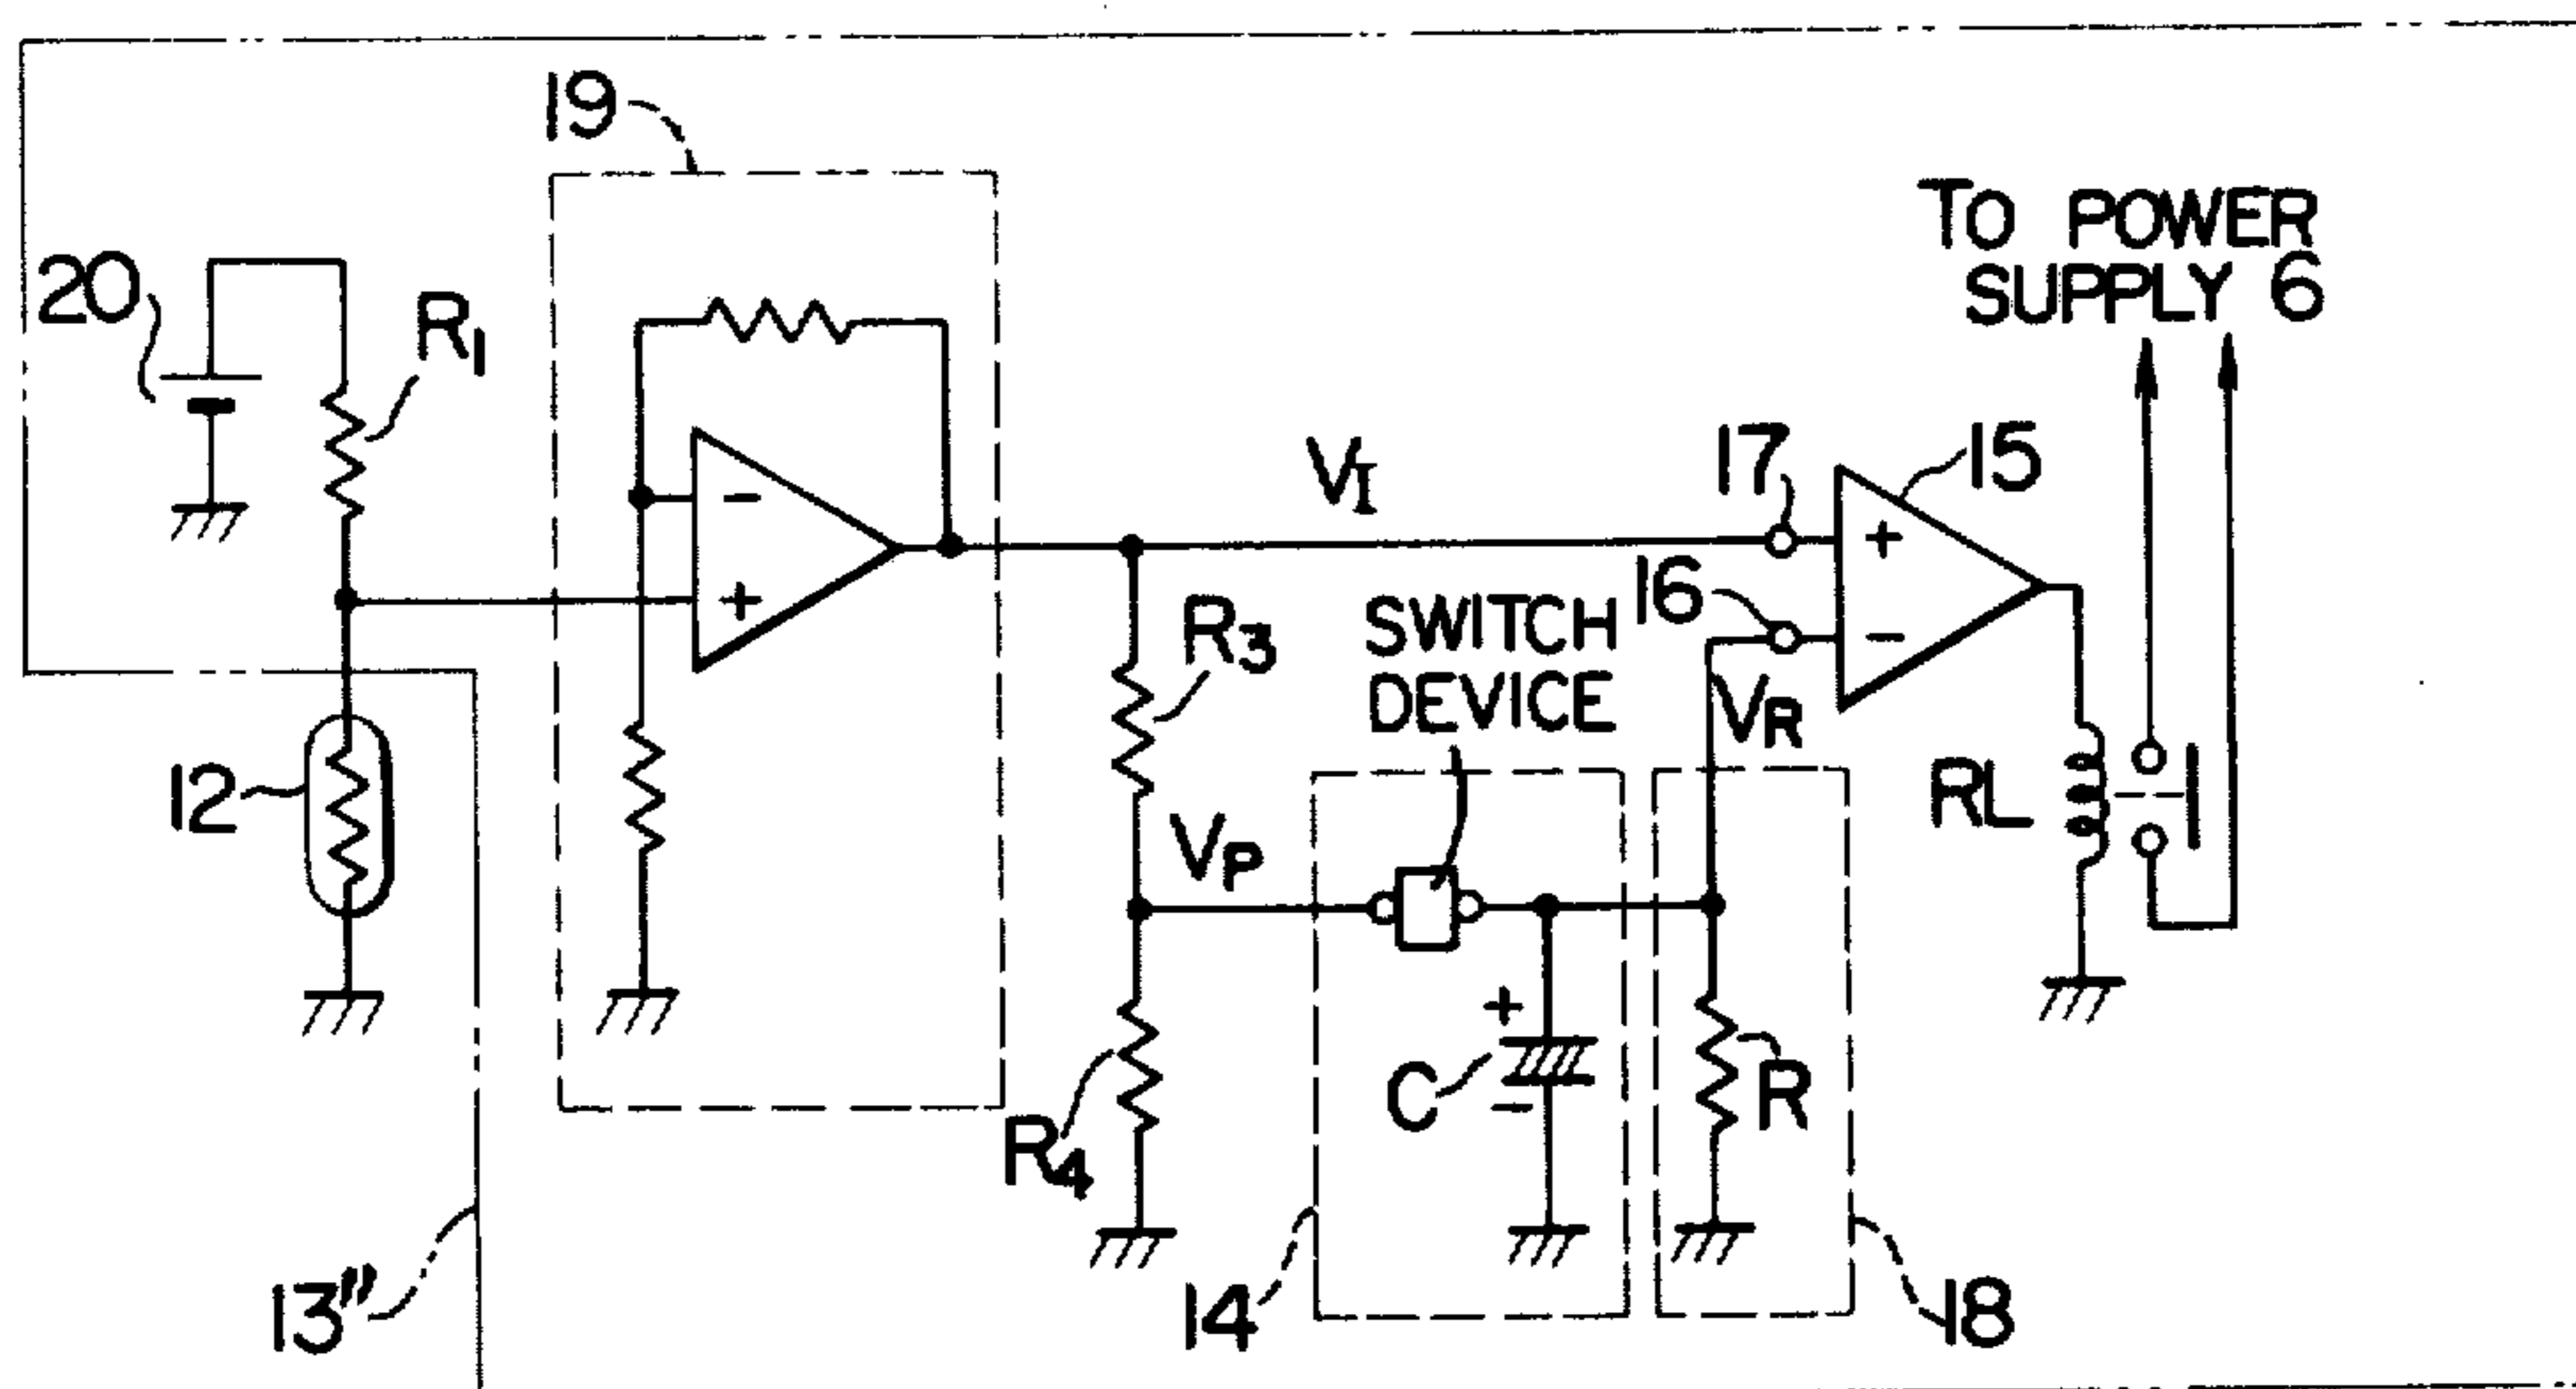 19
20
R1
TO POWER
SUPPLY 6
VI
17
15
−
+
+
−
16
R3
SWITCH
DEVICE
VR
12
RL
VP
+
C
−
R
R4
13"
14
18